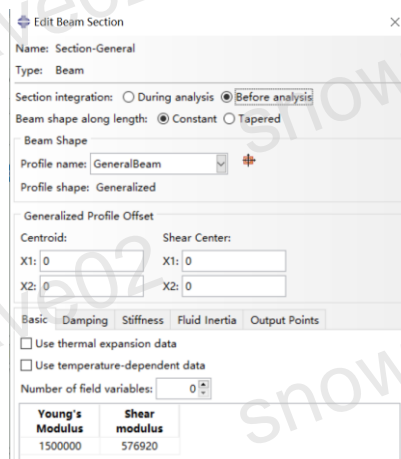 Edit Beam Section
Name: Section-General
Type: Beam
Section integration: During analysis Before analysis
Beam shape along length: Constant Tapered
Beam Shape
Profile name: GeneralBeam
Profile shape: Generalized
Generalized Profile Offset
Centroid: Shear Center:
X1: 0 X1: 0
X2: 0 X2: 0
Basic Damping Stiffness Fluid Inertia Output Points
Use thermal expansion data
Use temperature-dependent data
Number of field variables: 0
Young's Shear
Modulus modulus
1500000 576920